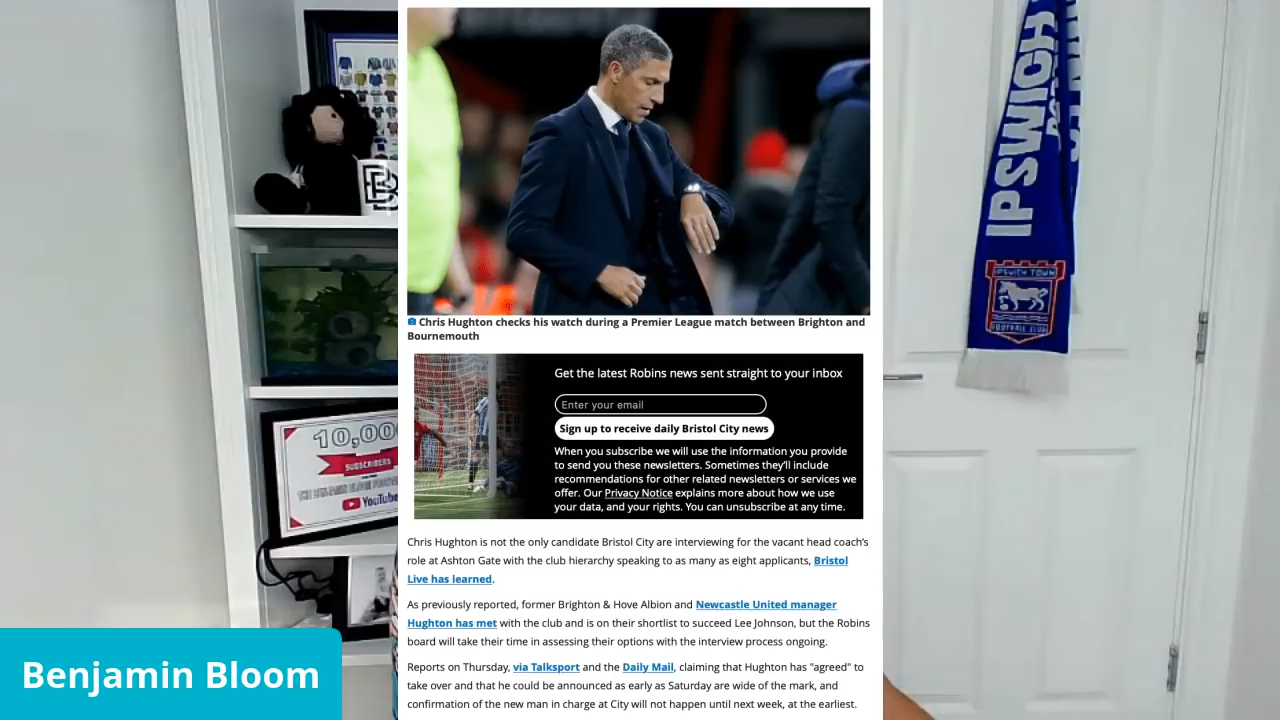 IPSWICH
IPSWICH TOWN
FOOTBALL CLUB
B
10,00
SUBSCRIBERS
YouTube
Benjamin Bloom
Chris Hughton checks his watch during a Premier League match between Brighton and
Bournemouth
Get the latest Robins news sent straight to your inbox
Enter your email
Sign up to receive daily Bristol City news
When you subscribe we will use the information you provide
to send you these newsletters. Sometimes they'll include
recommendations for other related newsletters or services we
offer. Our Privacy Notice explains more about how we use
your data, and your rights. You can unsubscribe at any time.
Chris Hughton is not the only candidate Bristol City are interviewing for the vacant head coach's
role at Ashton Gate with the club hierarchy speaking to as many as eight applicants, Bristol
Live has learned.
As previously reported, former Brighton & Hove Albion and Newcastle United manager
Hughton has met with the club and is on their shortlist to succeed Lee Johnson, but the Robins
board will take their time in assessing their options with the interview process ongoing.
Reports on Thursday, via Talksport and the Daily Mail, claiming that Hughton has "agreed" to
take over and that he could be announced as early as Saturday are wide of the mark, and
confirmation of the new man in charge at City will not happen until next week, at the earliest.